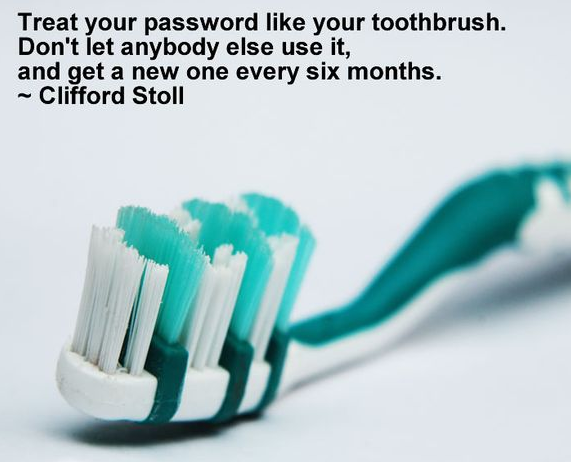 Treat your password like your toothbrush.
Don't let anybody else use it,
and get a new one every six months.
~ Clifford Stoll